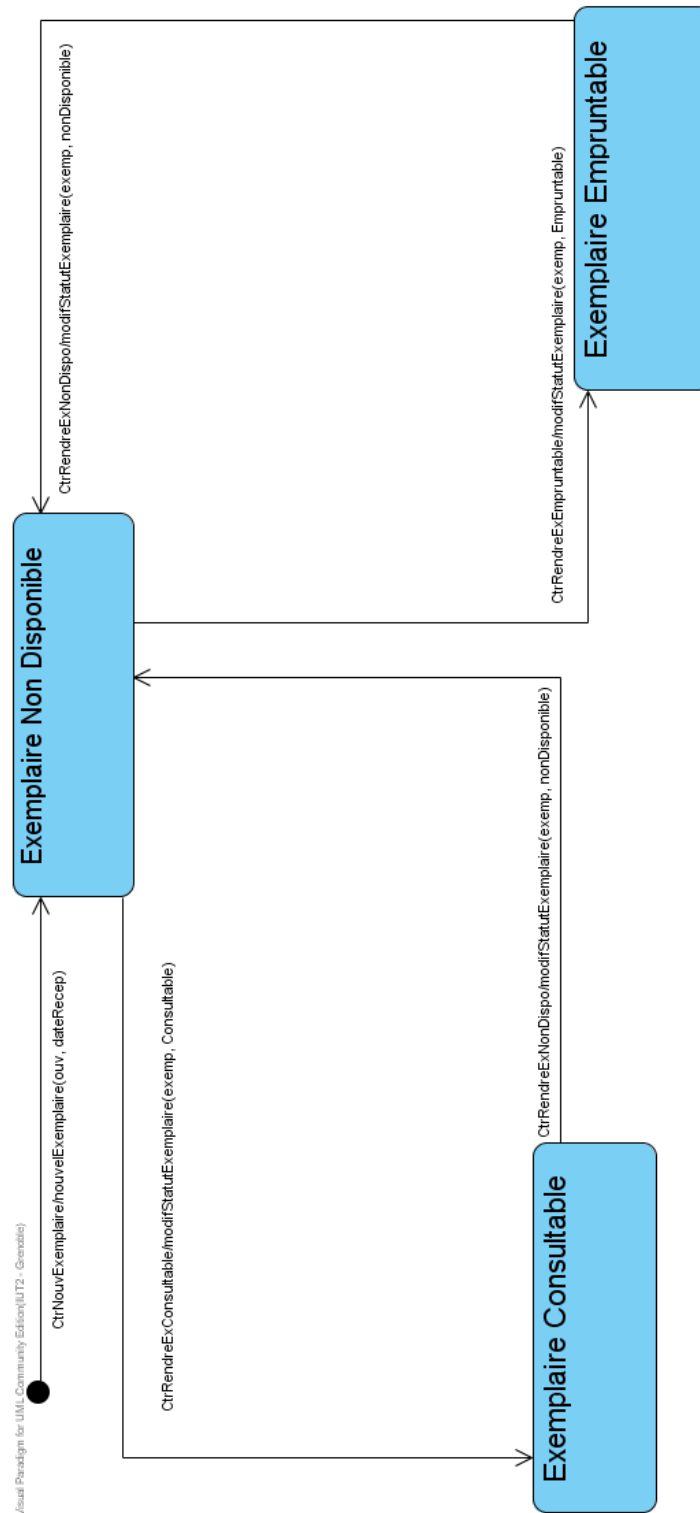 Visual Paradigm for UML Community Edition(IUT2 - Grenoble)
CtrNouvExemplaire/nouvelExemplaire(ouv, dateRecep)
Exemplaire Non Disponible
CtrRendreExNonDispo/modifStatutExemplaire(exemp, nonDisponible)
CtrRendreExConsultable/modifStatutExemplaire(exemp, Consultable)
CtrRendreExNonDispo/modifStatutExemplaire(exemp, nonDisponible)
CtrRendreExEmpruntable/modifStatutExemplaire(exemp, Empruntable)
Exemplaire Consultable
Exemplaire Empruntable